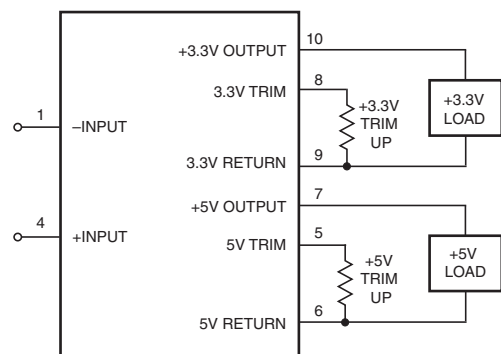 +3.3V OUTPUT
10
3.3V TRIM
8
+3.3V
TRIM
UP
+3.3V
LOAD
1
–INPUT
3.3V RETURN
9
+5V OUTPUT
7
4
+INPUT
5V TRIM
5
+5V
TRIM
UP
+5V
LOAD
5V RETURN
6